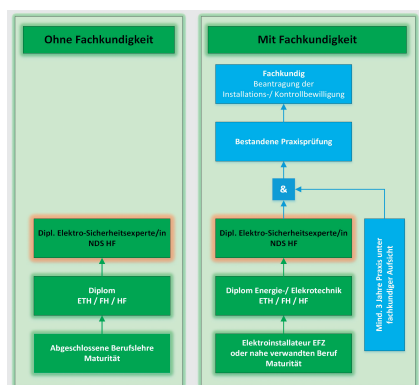 Ohne Fachkundigkeit
Dipl. Elektro-Sicherheitsexperte/in
NDS HF
Diplom
ETH / FH / HF
Abgeschlossene Berufslehre
Maturität
Mit Fachkundigkeit
Fachkundig
Beantragung der
Installations-/ Kontrollbewilligung
Bestandene Praxisprüfung
&
Dipl. Elektro-Sicherheitsexperte/in
NDS HF
Diplom Energie-/ Elekrotechnik
ETH / FH / HF
Elektroinstallateur EFZ
oder nahe verwandten Beruf
Maturität
Mind. 3 Jahre Praxis unter
fachkundiger Aufsicht